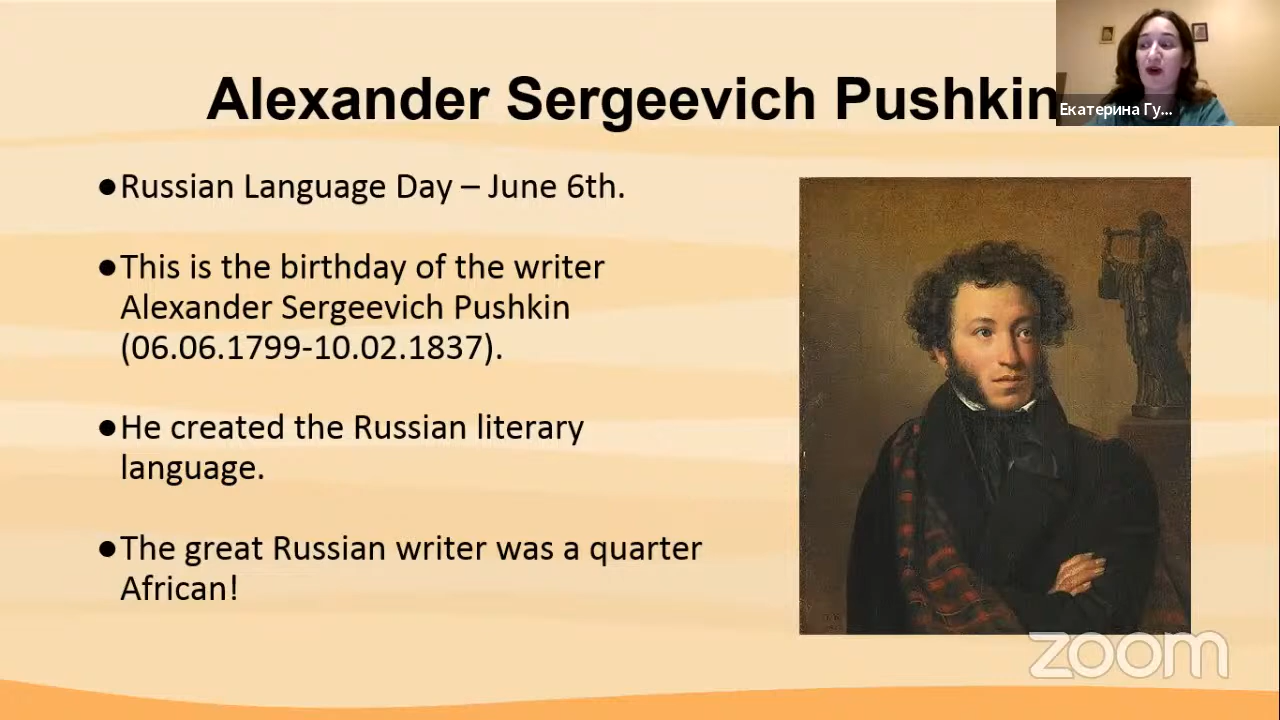 Alexander Sergeevich Pushkin
Екатерина Гу...
●Russian Language Day – June 6th.
●This is the birthday of the writer
Alexander Sergeevich Pushkin
(06.06.1799-10.02.1837).
●He created the Russian literary
language.
●The great Russian writer was a quarter
African!
zoom